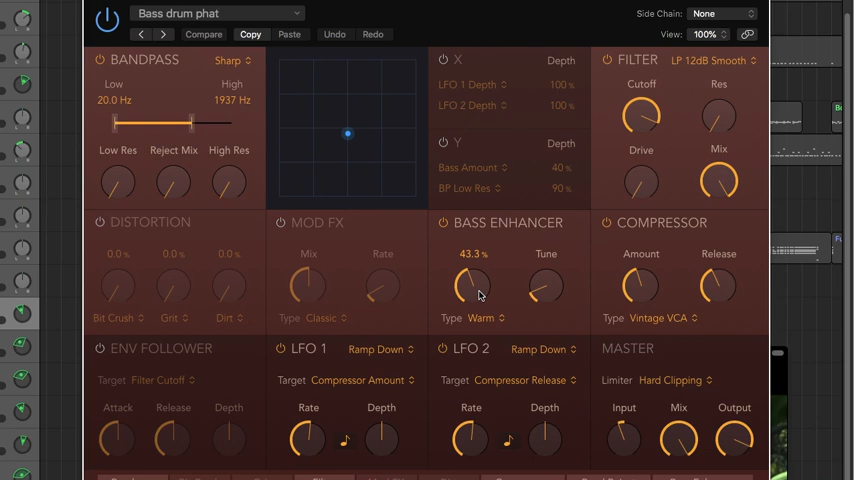 Bass drum phat
Side Chain: None
Compare Copy Paste Undo Redo
View: 100%
BANDPASS Sharp
Low High
20.0 Hz 1937 Hz
Low Res Reject Mix High Res
X Depth
LFO 1 Depth 100 %
LFO 2 Depth 100 %
Y Depth
Bass Amount 40 %
BP Low Res 90 %
FILTER LP 12dB Smooth
Cutoff Res
Drive Mix
DISTORTION
0.0 % 0.0 % 0.0 %
Bit Crush Grit Dirt
MOD FX
Mix Rate
Type Classic
BASS ENHANCER
43.3 % Tune
Type Warm
COMPRESSOR
Amount Release
Type Vintage VCA
ENV FOLLOWER
Target Filter Cutoff
Attack Release Depth
LFO 1 Ramp Down
Target Compressor Amount
Rate Depth
LFO 2 Ramp Down
Target Compressor Release
Rate Depth
MASTER
Limiter Hard Clipping
Input Mix Output